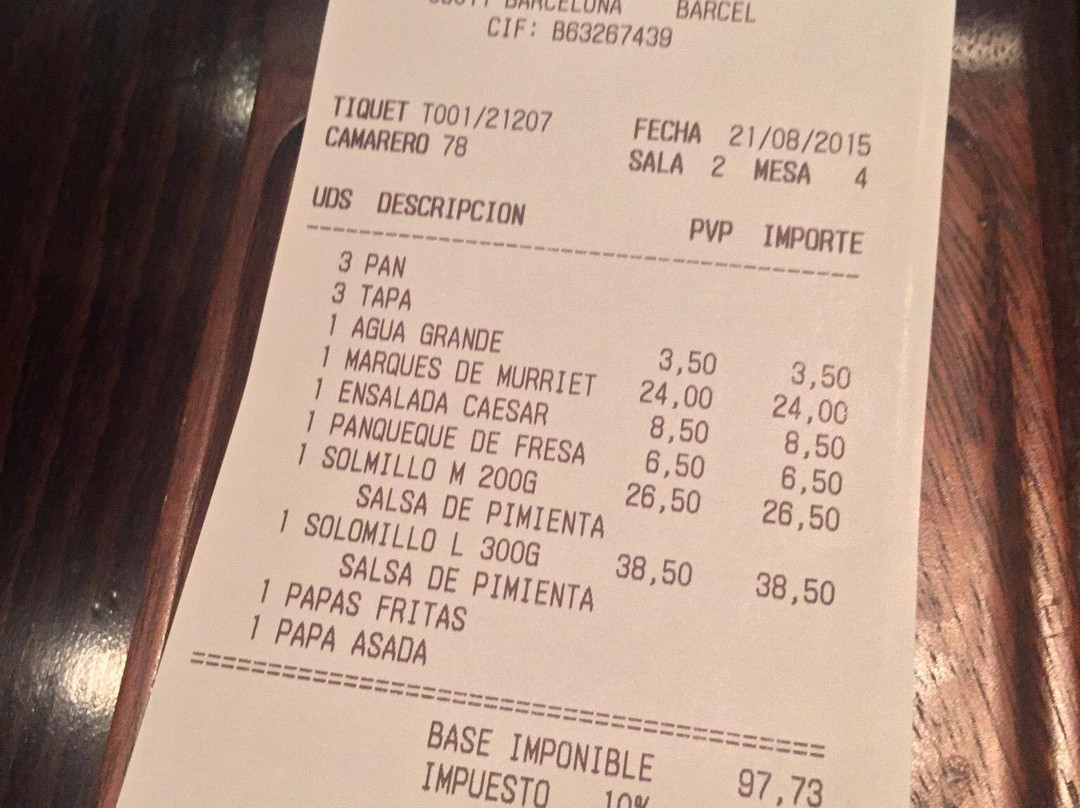 BARCELONA BARCEL
CIF: B63267439
TIQUET T001/21207 FECHA 21/08/2015
CAMARERO 78 SALA 2 MESA 4
UDS DESCRIPCION PVP IMPORTE
3 PAN
3 TAPA
1 AGUA GRANDE 3,50 3,50
1 MARQUES DE MURRIET 24,00 24,00
1 ENSALADA CAESAR 8,50 8,50
1 PANQUEQUE DE FRESA 6,50 6,50
1 SOLMILLO M 200G 26,50 26,50
SALSA DE PIMIENTA
1 SOLOMILLO L 300G 38,50 38,50
SALSA DE PIMIENTA
1 PAPAS FRITAS
1 PAPA ASADA
BASE IMPONIBLE 97,73
IMPUESTO 10%